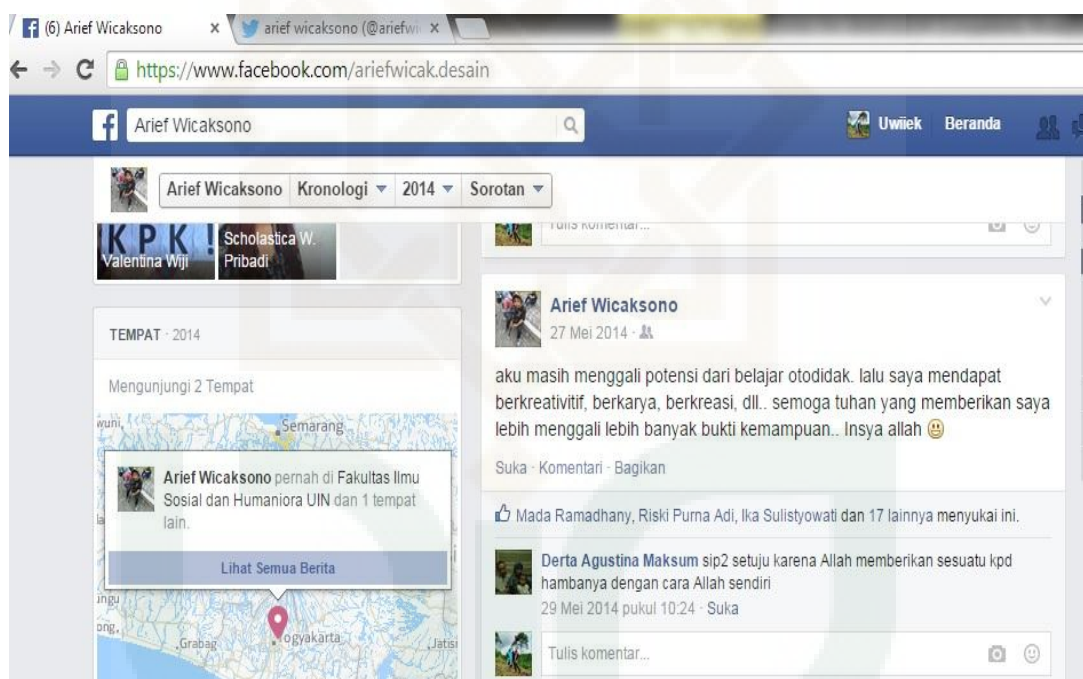 (6) Arief Wicaksono
arief wicaksono (@ariefwi
https://www.facebook.com/ariefwicak.desain
Arief Wicaksono
Uwiiek Beranda
Arief Wicaksono Kronologi 2014 Sorotan
KPK!
Valentina Wiji
Scholastica W.
Pribadi
TEMPAT · 2014
Mengunjungi 2 Tempat
Semarang
Arief Wicaksono pernah di Fakultas Ilmu
Sosial dan Humaniora UIN dan 1 tempat
lain.
Lihat Semua Berita
Grabag
Yogyakarta
Tulis komentar...
Arief Wicaksono
27 Mei 2014
aku masih menggali potensi dari belajar otodidak. lalu saya mendapat
berkreativitif, berkarya, berkreasi, dll.. semoga tuhan yang memberikan saya
lebih menggali lebih banyak bukti kemampuan.. Insya allah 😃
Suka · Komentari · Bagikan
Mada Ramadhany, Riski Purna Adi, Ika Sulistyowati dan 17 lainnya menyukai ini.
Derta Agustina Maksum sip2 setuju karena Allah memberikan sesuatu kpd
hambanya dengan cara Allah sendiri
29 Mei 2014 pukul 10:24 · Suka
Tulis komentar...